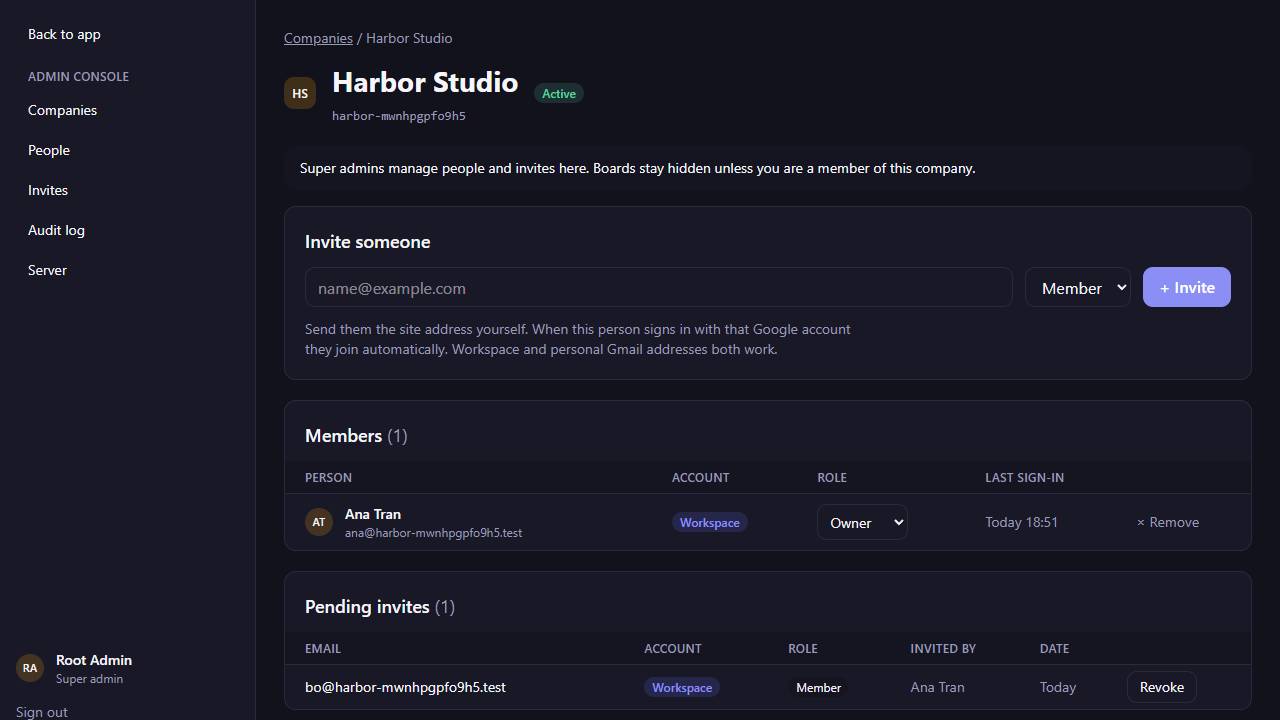 Back to app
ADMIN CONSOLE
Companies
People
Invites
Audit log
Server
RA
Root Admin
Super admin
Sign out
Companies / Harbor Studio
HS
Harbor Studio
Active
harbor-mwnhpgpfo9h5
Super admins manage people and invites here. Boards stay hidden unless you are a member of this company.
Invite someone
name@example.com
Member
+ Invite
Send them the site address yourself. When this person signs in with that Google account
they join automatically. Workspace and personal Gmail addresses both work.
Members (1)
PERSON ACCOUNT ROLE LAST SIGN-IN
AT
Ana Tran
ana@harbor-mwnhpgpfo9h5.test
Workspace
Owner
Today 18:51
× Remove
Pending invites (1)
EMAIL ACCOUNT ROLE INVITED BY DATE
bo@harbor-mwnhpgpfo9h5.test Workspace Member Ana Tran Today Revoke